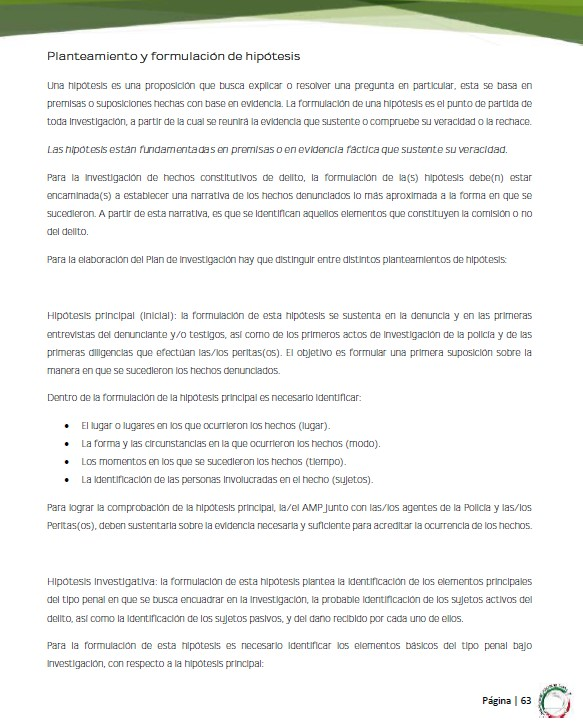 Planteamiento y formulación de hipótesis
Una hipótesis es una proposición que busca explicar o resolver una pregunta en particular, esta se basa en
premisas o suposiciones hechas con base en evidencia. La formulación de una hipótesis es el punto de partida de
toda investigación, a partir de la cual se reunirá la evidencia que sustente o compruebe su veracidad o la rechace.
Las hipótesis están fundamentadas en premisas o en evidencia fáctica que sustente su veracidad.
Para la investigación de hechos constitutivos de delito, la formulación de la(s) hipótesis debe(n) estar
encaminada(s) a establecer una narrativa de los hechos denunciados lo más aproximada a la forma en que se
sucedieron. A partir de esta narrativa, es que se identifican aquellos elementos que constituyen la comisión o no
del delito.
Para la elaboración del Plan de Investigación hay que distinguir entre distintos planteamientos de hipótesis:
Hipótesis principal (inicial): la formulación de esta hipótesis se sustenta en la denuncia y en las primeras
entrevistas del denunciante y/o testigos, así como de los primeros actos de investigación de la policía y de las
primeras diligencias que efectúan las/los peritas(os). El objetivo es formular una primera suposición sobre la
manera en que se sucedieron los hechos denunciados.
Dentro de la formulación de la hipótesis principal es necesario identificar:
• El lugar o lugares en los que ocurrieron los hechos (lugar).
• La forma y las circunstancias en la que ocurrieron los hechos (modo).
• Los momentos en los que se sucedieron los hechos (tiempo).
• La identificación de las personas involucradas en el hecho (sujetos).
Para lograr la comprobación de la hipótesis principal, la/el AMP junto con las/los agentes de la Policía y las/los
Peritas(os), deben sustentarla sobre la evidencia necesaria y suficiente para acreditar la ocurrencia de los hechos.
Hipótesis investigativa: la formulación de esta hipótesis plantea la identificación de los elementos principales
del tipo penal en que se busca encuadrar en la investigación, la probable identificación de los sujetos activos del
delito, así como la identificación de los sujetos pasivos, y del daño recibido por cada uno de ellos.
Para la formulación de esta hipótesis es necesario identificar los elementos básicos del tipo penal bajo
investigación, con respecto a la hipótesis principal:
Página | 63